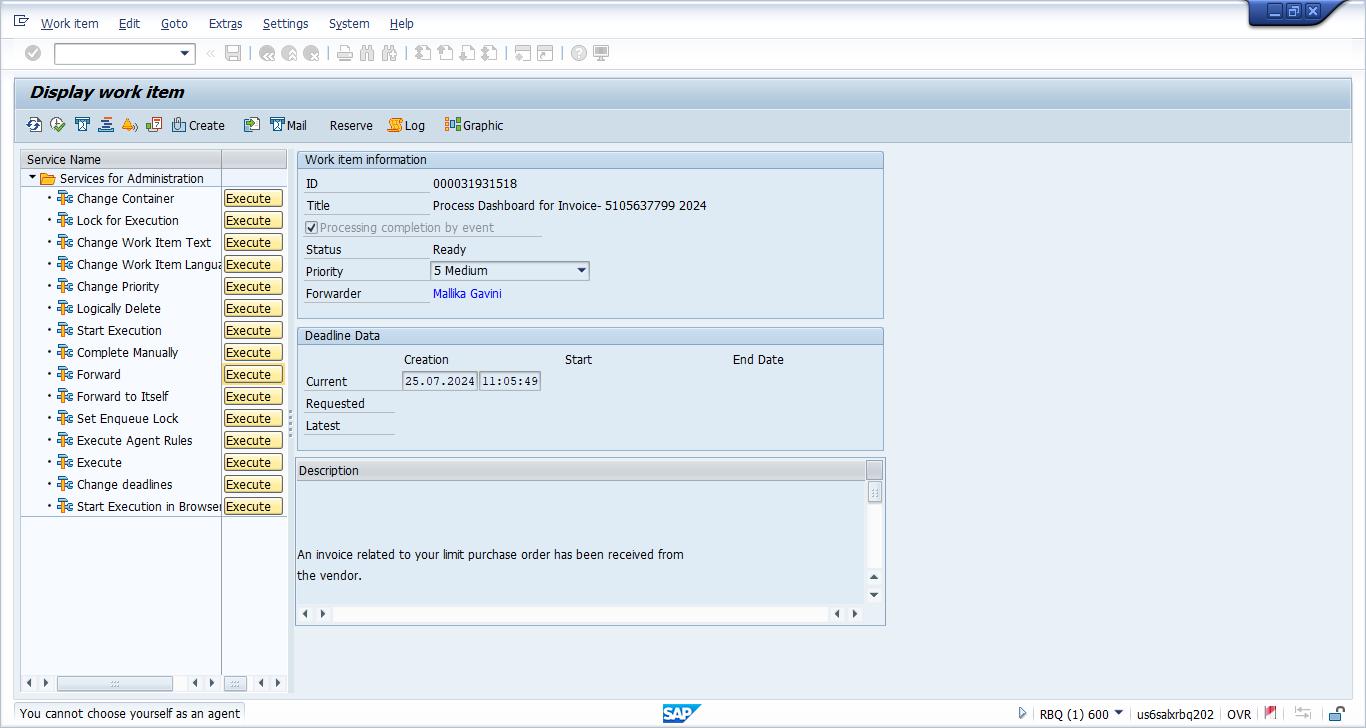 Work item Edit Goto Extras Settings System Help
Display work item
Create Mail Reserve Log Graphic
Service Name
Services for Administration
Change Container Execute
Lock for Execution Execute
Change Work Item Text Execute
Change Work Item Langua Execute
Change Priority Execute
Logically Delete Execute
Start Execution Execute
Complete Manually Execute
Forward Execute
Forward to Itself Execute
Set Enqueue Lock Execute
Execute Agent Rules Execute
Execute Execute
Change deadlines Execute
Start Execution in Browser Execute
Work item information
ID 000031931518
Title Process Dashboard for Invoice- 5105637799 2024
Processing completion by event
Status Ready
Priority 5 Medium
Forwarder Mallika Gavini
Deadline Data
Creation Start End Date
Current 25.07.2024 11:05:49
Requested
Latest
Description
An invoice related to your limit purchase order has been received from
the vendor.
You cannot choose yourself as an agent SAP RBQ (1) 600 us6salxrbq202 OVR